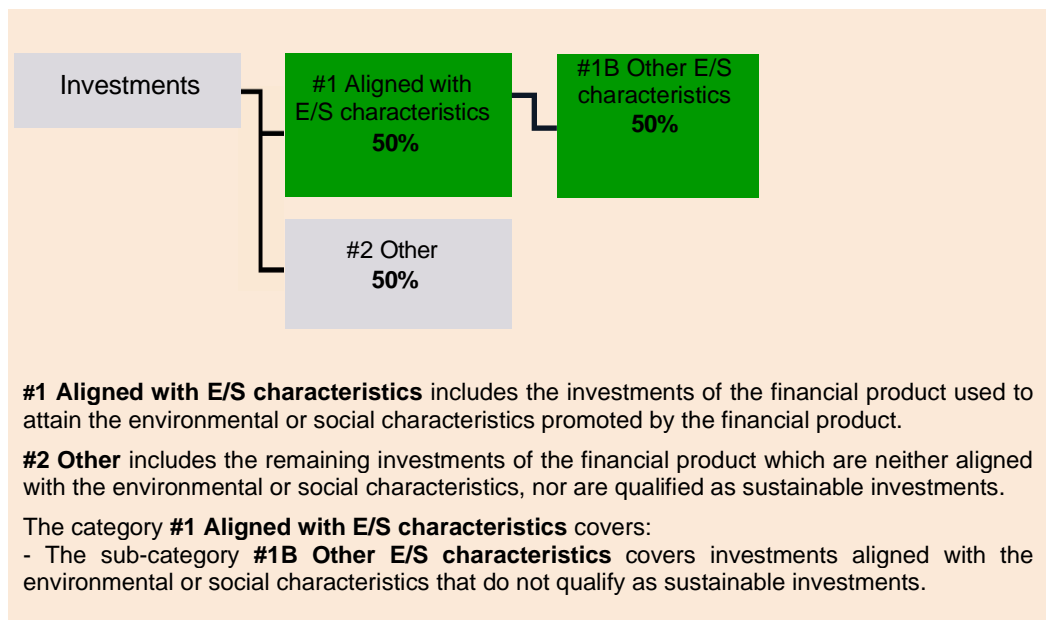 Investments
#1 Aligned with
E/S characteristics
50%
#1B Other E/S
characteristics
50%
#2 Other
50%
#1 Aligned with E/S characteristics includes the investments of the financial product used to
attain the environmental or social characteristics promoted by the financial product.
#2 Other includes the remaining investments of the financial product which are neither aligned
with the environmental or social characteristics, nor are qualified as sustainable investments.
The category #1 Aligned with E/S characteristics covers:
- The sub-category #1B Other E/S characteristics covers investments aligned with the
environmental or social characteristics that do not qualify as sustainable investments.